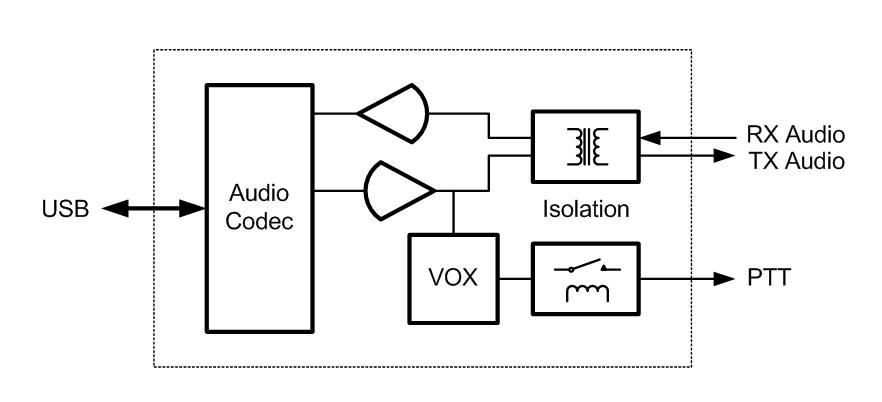 RX Audio
TX Audio
Audio
Codec
USB
Isolation
VOX
PTT